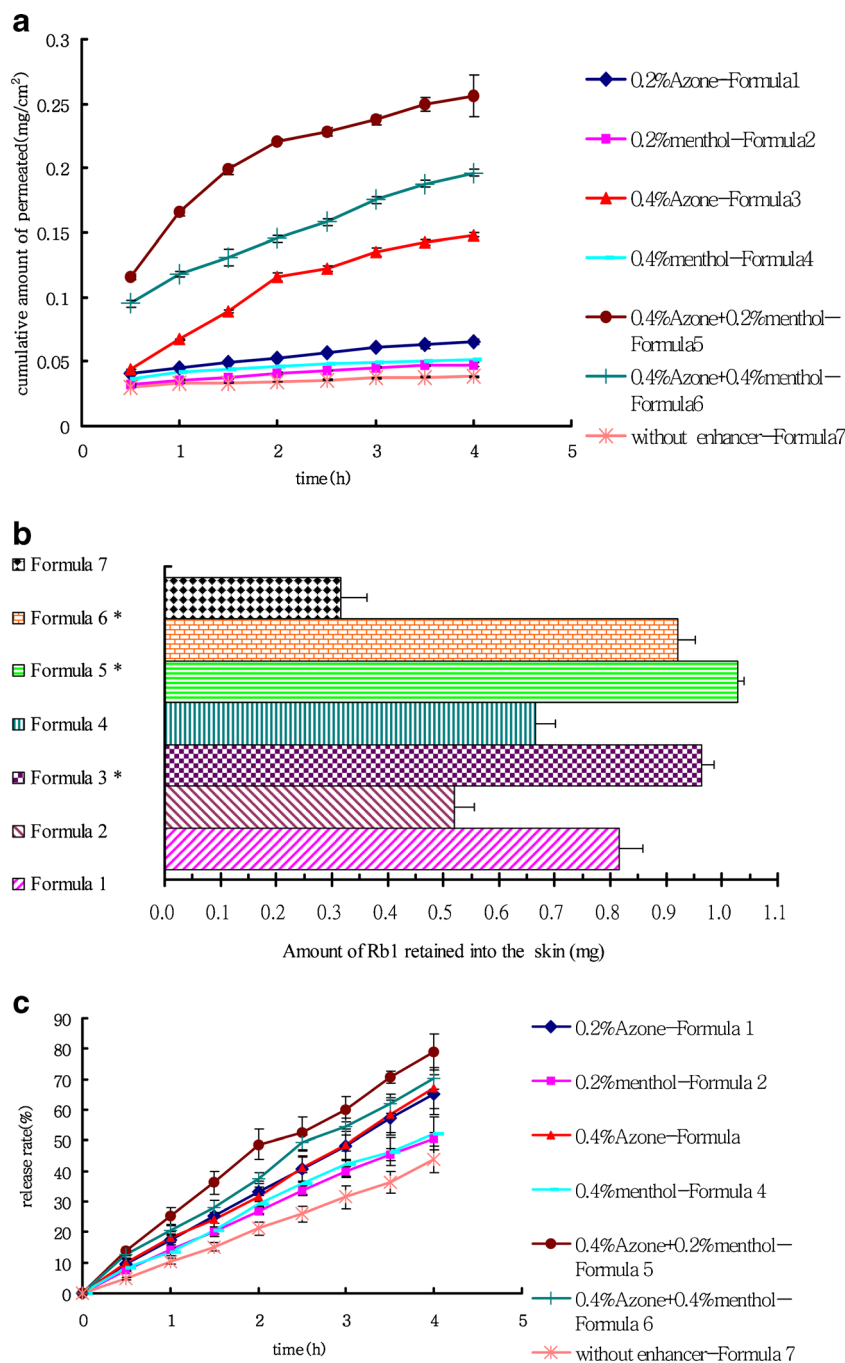 a
0.3
0.25
0.2
0.15
0.1
0.05
0
0 1 2 3 4 5
cumulative amount of permeated(mg/cm²)
time(h)
0.2%Azone—Formula1
0.2%menthol—Formula2
0.4%Azone—Formula3
0.4%menthol—Formula4
0.4%Azone+0.2%menthol—
Formula5
0.4%Azone+0.4%menthol—
Formula6
without enhancer—Formula7
b
Formula 7
Formula 6 *
Formula 5 *
Formula 4
Formula 3 *
Formula 2
Formula 1
0.0 0.1 0.2 0.3 0.4 0.5 0.6 0.7 0.8 0.9 1.0 1.1
Amount of Rb1 retained into the skin (mg)
c
90
80
70
60
50
40
30
20
10
0
0 1 2 3 4 5
release rate(%)
time(h)
0.2%Azone—Formula 1
0.2%menthol—Formula 2
0.4%Azone—Formula
0.4%menthol—Formula 4
0.4%Azone+0.2%menthol—
Formula 5
0.4%Azone+0.4%menthol—
Formula 6
without enhancer—Formula 7